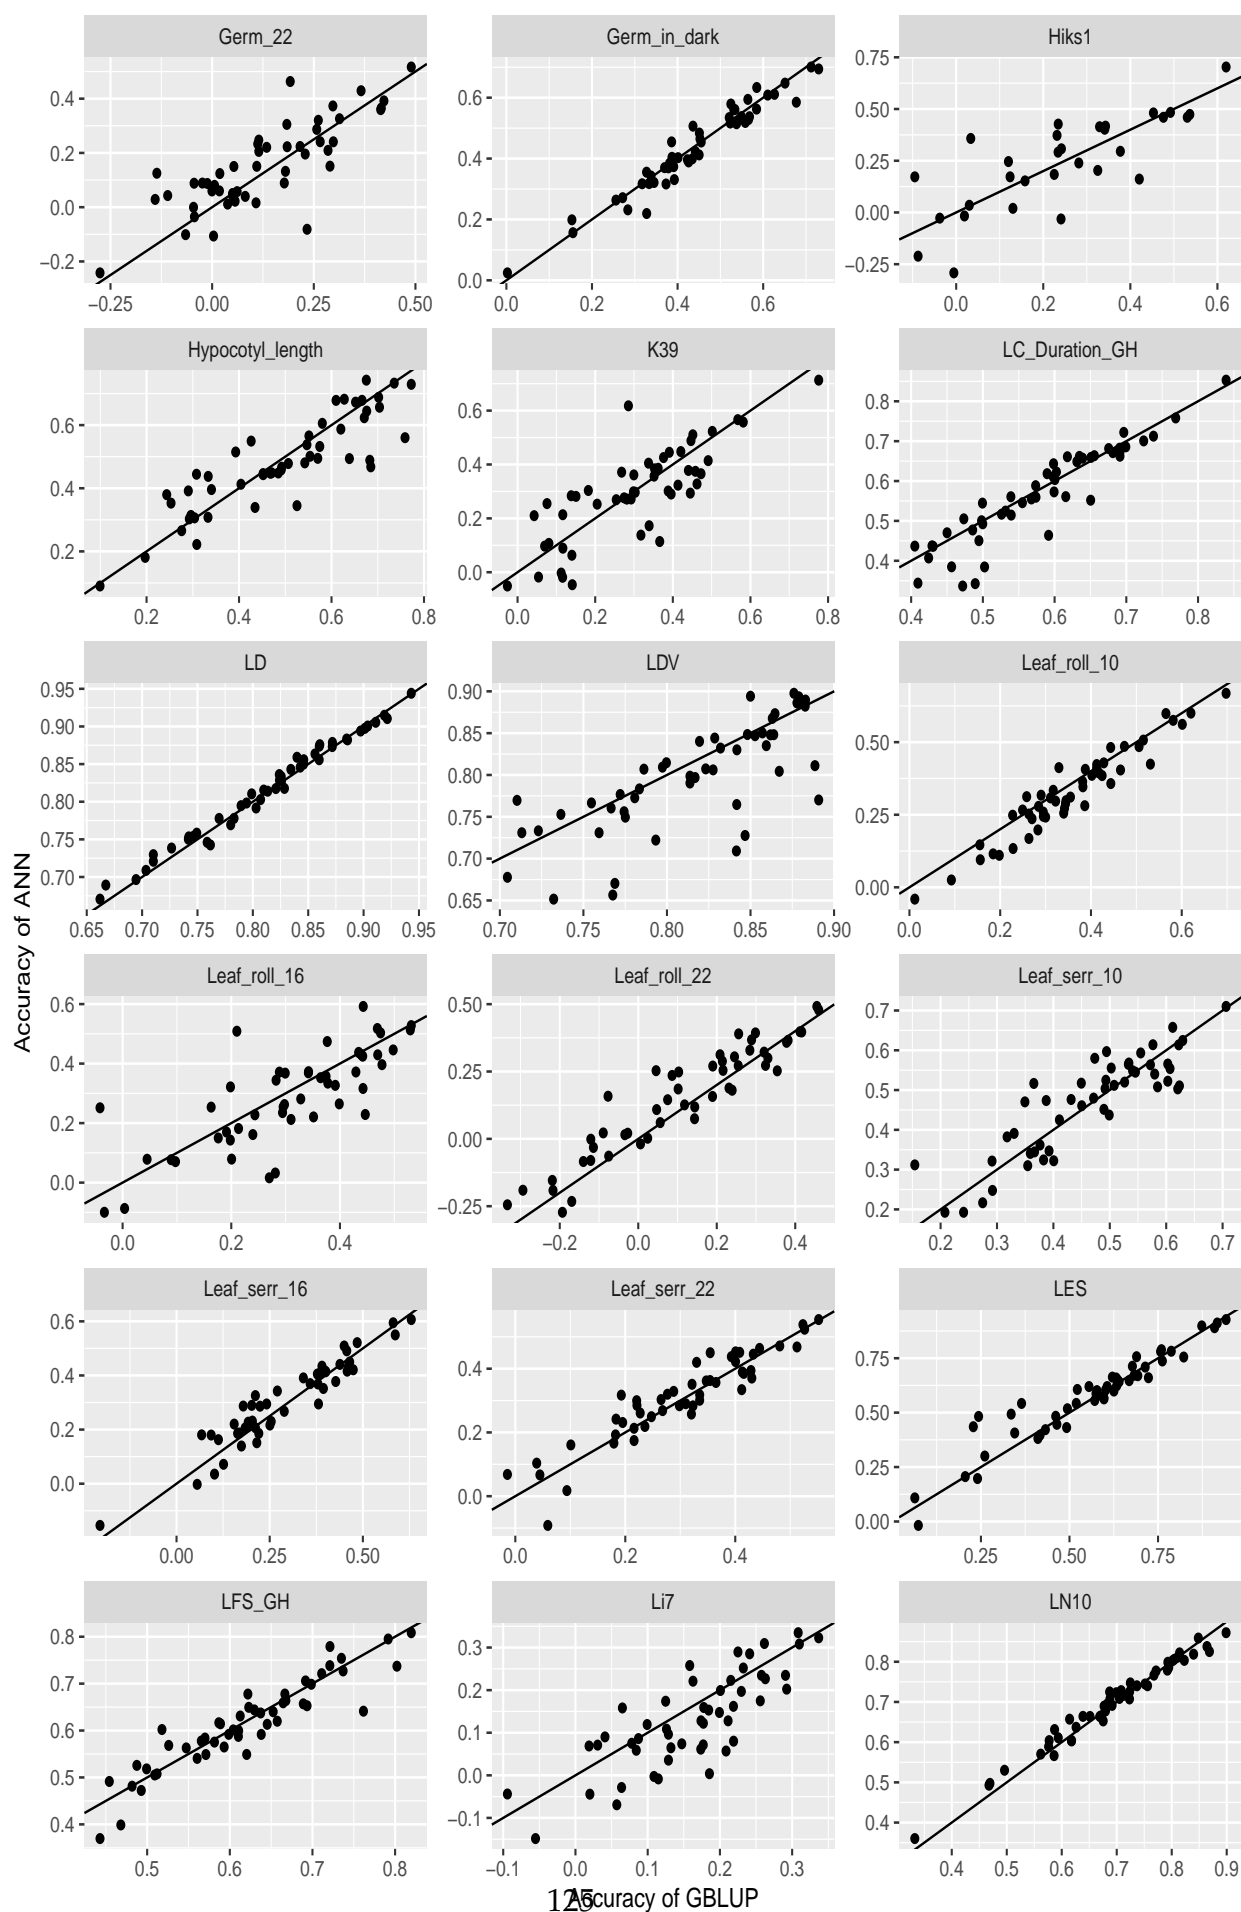 Germ_22 Germ_in_dark Hiks1
0.4 0.2 0.0 −0.2
−0.25 0.00 0.25 0.50
0.6 0.4 0.2 0.0
0.0 0.2 0.4 0.6
0.75 0.50 0.25 0.00 −0.25
0.0 0.2 0.4 0.6
Hypocotyl_length K39 LC_Duration_GH
0.6 0.4 0.2
0.2 0.4 0.6 0.8
0.6 0.4 0.2 0.0
0.0 0.2 0.4 0.6 0.8
0.8 0.7 0.6 0.5 0.4
0.4 0.5 0.6 0.7 0.8
LD LDV Leaf_roll_10
0.95 0.90 0.85 0.80 0.75 0.70
0.65 0.70 0.75 0.80 0.85 0.90 0.95
0.90 0.85 0.80 0.75 0.70 0.65
0.70 0.75 0.80 0.85 0.90
0.50 0.25 0.00
0.0 0.2 0.4 0.6
Accuracy of ANN
Leaf_roll_16 Leaf_roll_22 Leaf_serr_10
0.6 0.4 0.2 0.0
0.0 0.2 0.4
0.50 0.25 0.00 −0.25
−0.2 0.0 0.2 0.4
0.7 0.6 0.5 0.4 0.3 0.2
0.2 0.3 0.4 0.5 0.6 0.7
Leaf_serr_16 Leaf_serr_22 LES
0.6 0.4 0.2 0.0
0.00 0.25 0.50
0.4 0.2 0.0
0.0 0.2 0.4
0.75 0.50 0.25 0.00
0.25 0.50 0.75
LFS_GH Li7 LN10
0.8 0.7 0.6 0.5 0.4
0.5 0.6 0.7 0.8
0.3 0.2 0.1 0.0 −0.1
−0.1 0.0 0.1 0.2 0.3
0.8 0.7 0.6 0.5 0.4
0.4 0.5 0.6 0.7 0.8 0.9
Accuracy of GBLUP
125